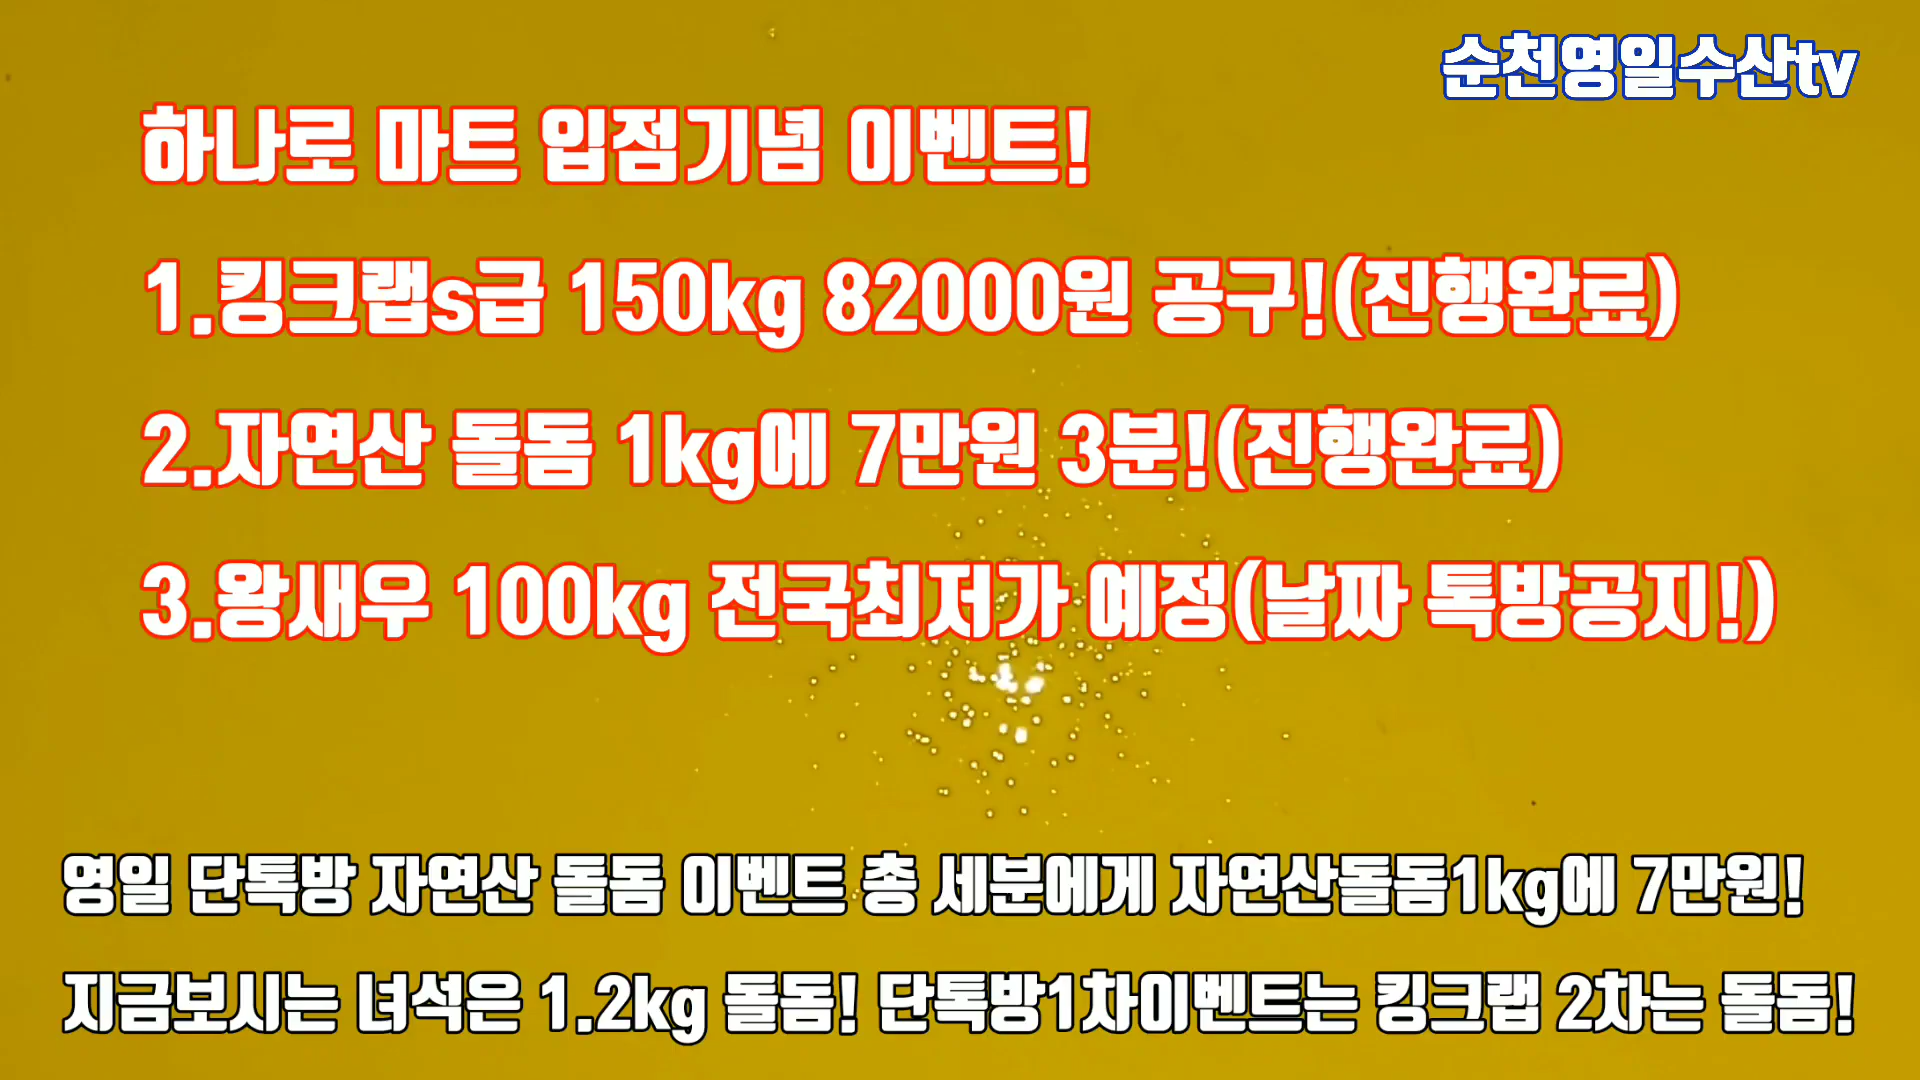 순천영일수산tv
하나로 마트 입점기념 이벤트!
1.킹크랩s급 150kg 82000원 공구!(진행완료)
2.자연산 돌돔 1kg에 7만원 3분!(진행완료)
3.왕새우 100kg 전국최저가 예정(날짜 톡방공지!)
영일 단톡방 자연산 돌돔 이벤트 총 세분에게 자연산돌돔1kg에 7만원!
지금보시는 녀석은 1.2kg 돌돔! 단톡방1차이벤트는 킹크랩 2차는 돌돔!